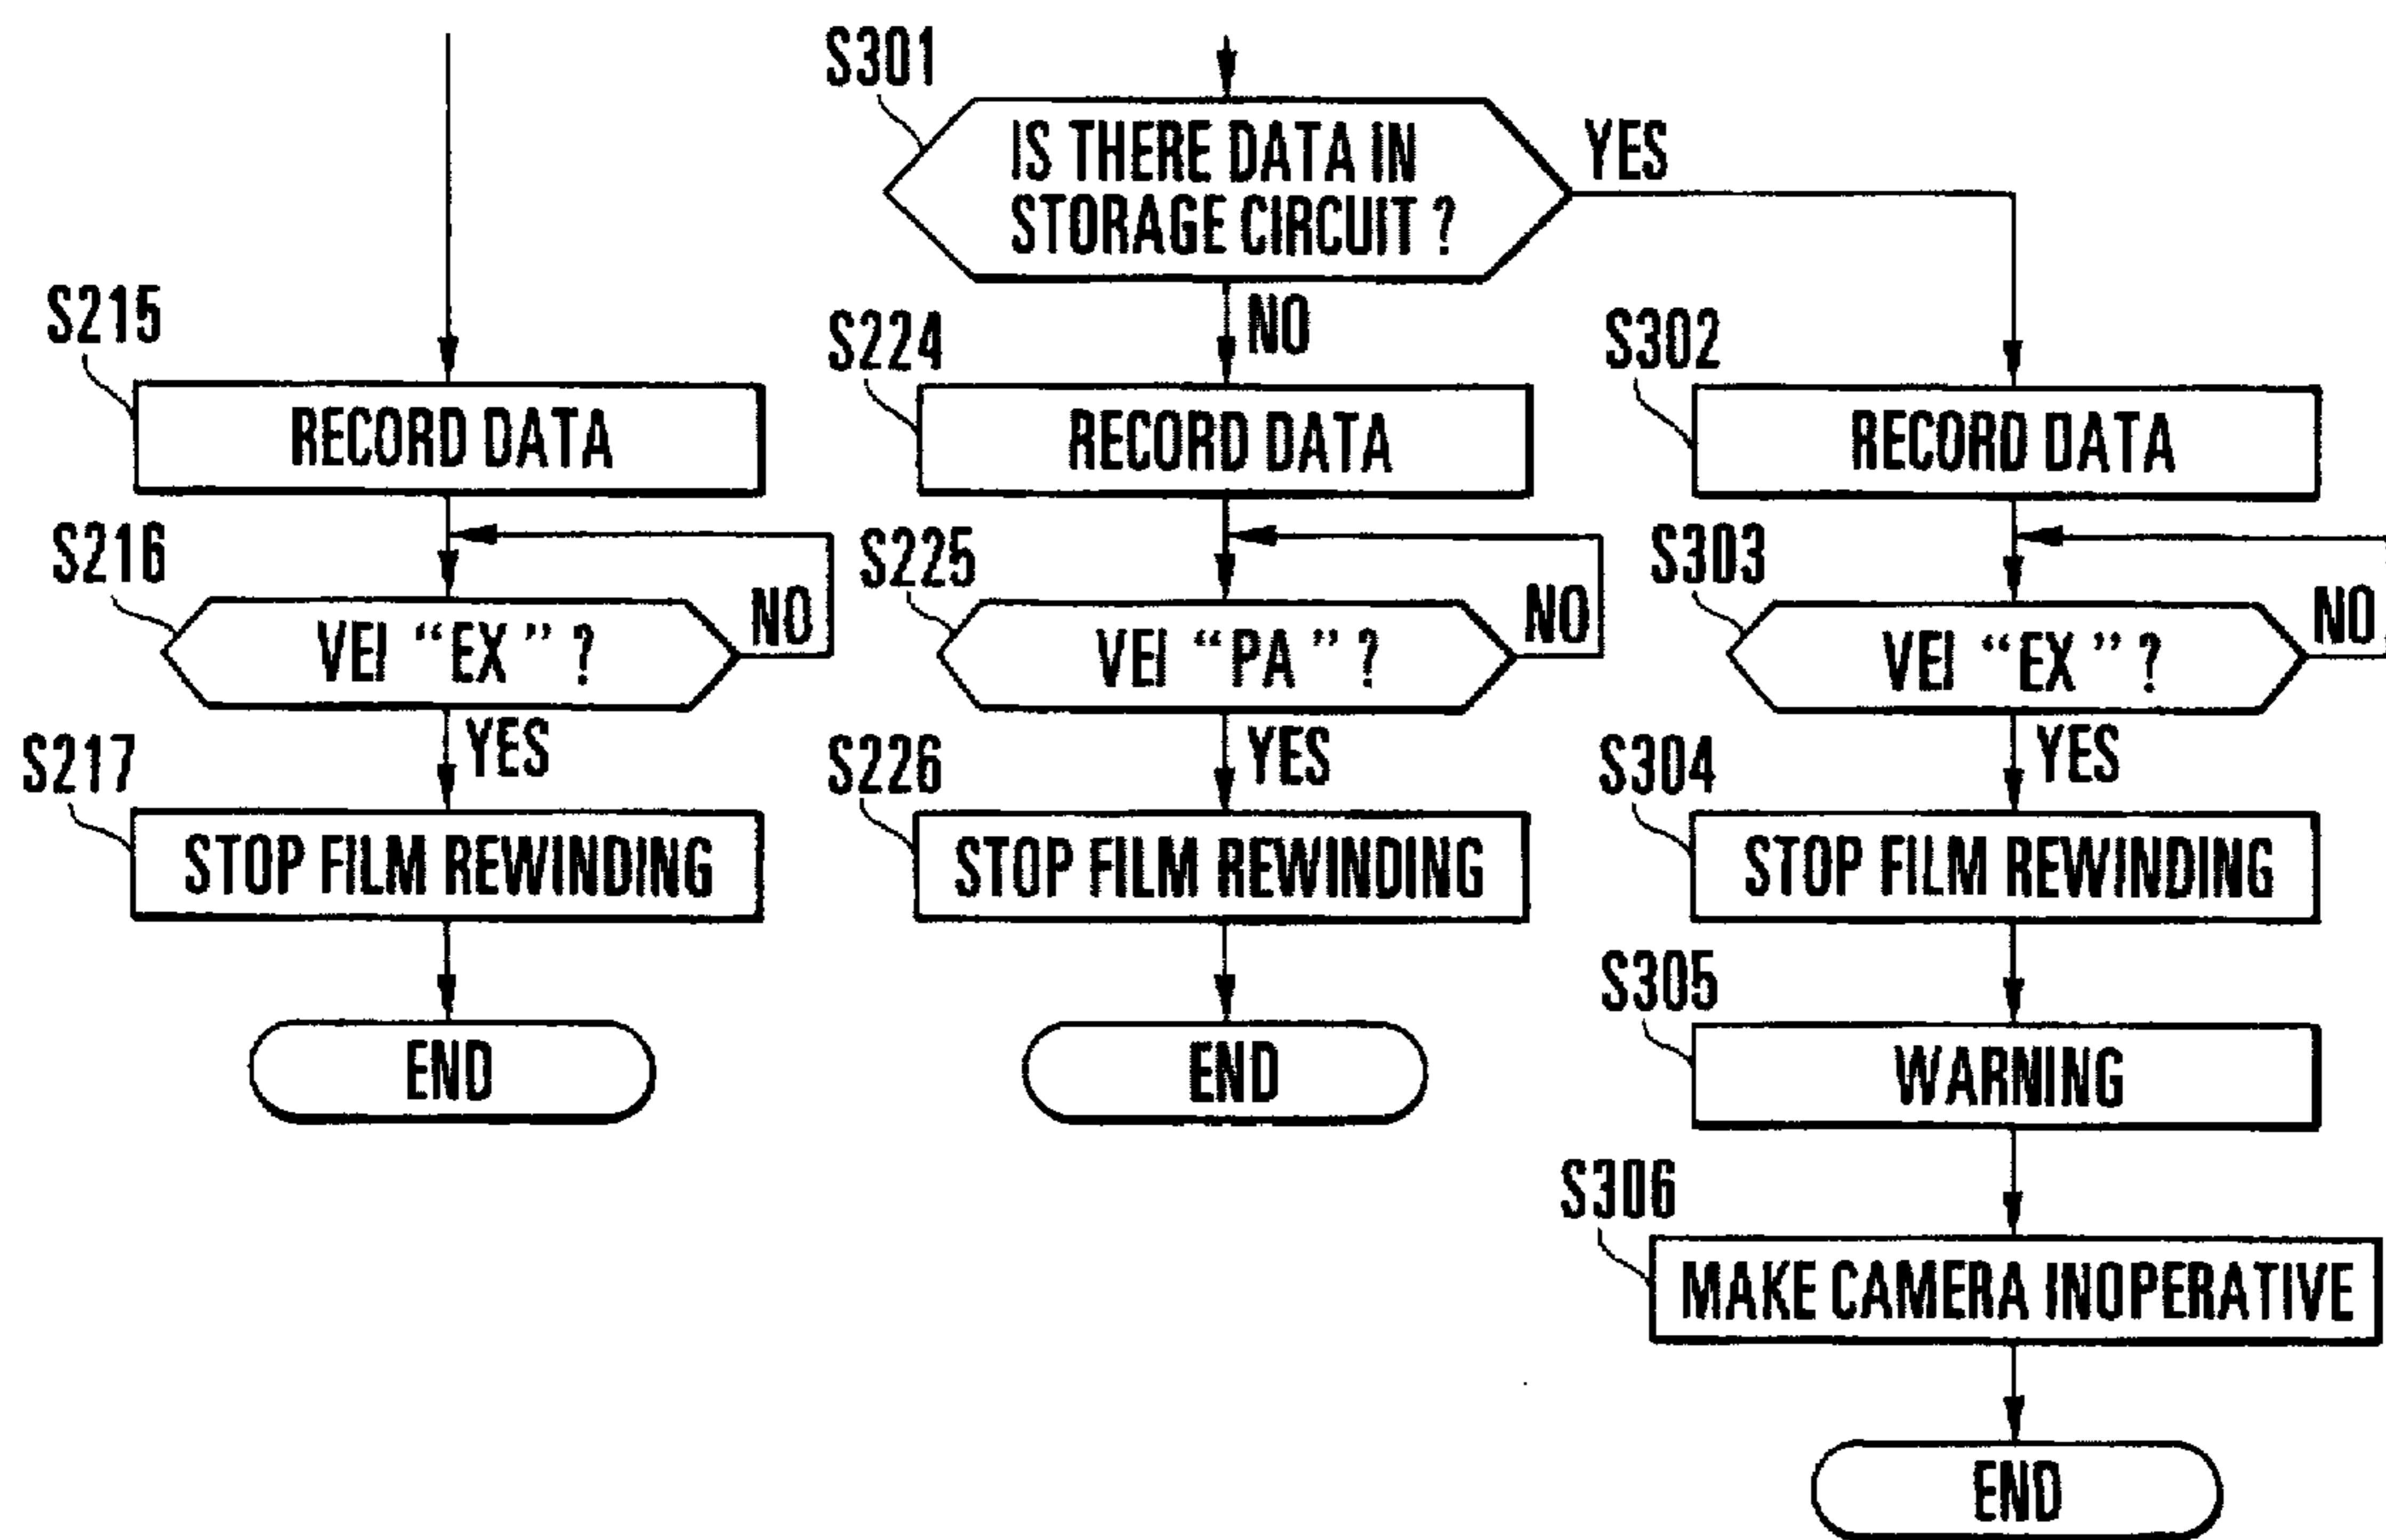 S301
IS THERE DATA IN
STORAGE CIRCUIT ?
YES
NO
S215
RECORD DATA
S216
VEI “EX” ?
NO
YES
S217
STOP FILM REWINDING
END
S224
RECORD DATA
S225
VEI “PA” ?
NO
YES
S226
STOP FILM REWINDING
END
S302
RECORD DATA
S303
VEI “EX” ?
NO
YES
S304
STOP FILM REWINDING
S305
WARNING
S306
MAKE CAMERA INOPERATIVE
END